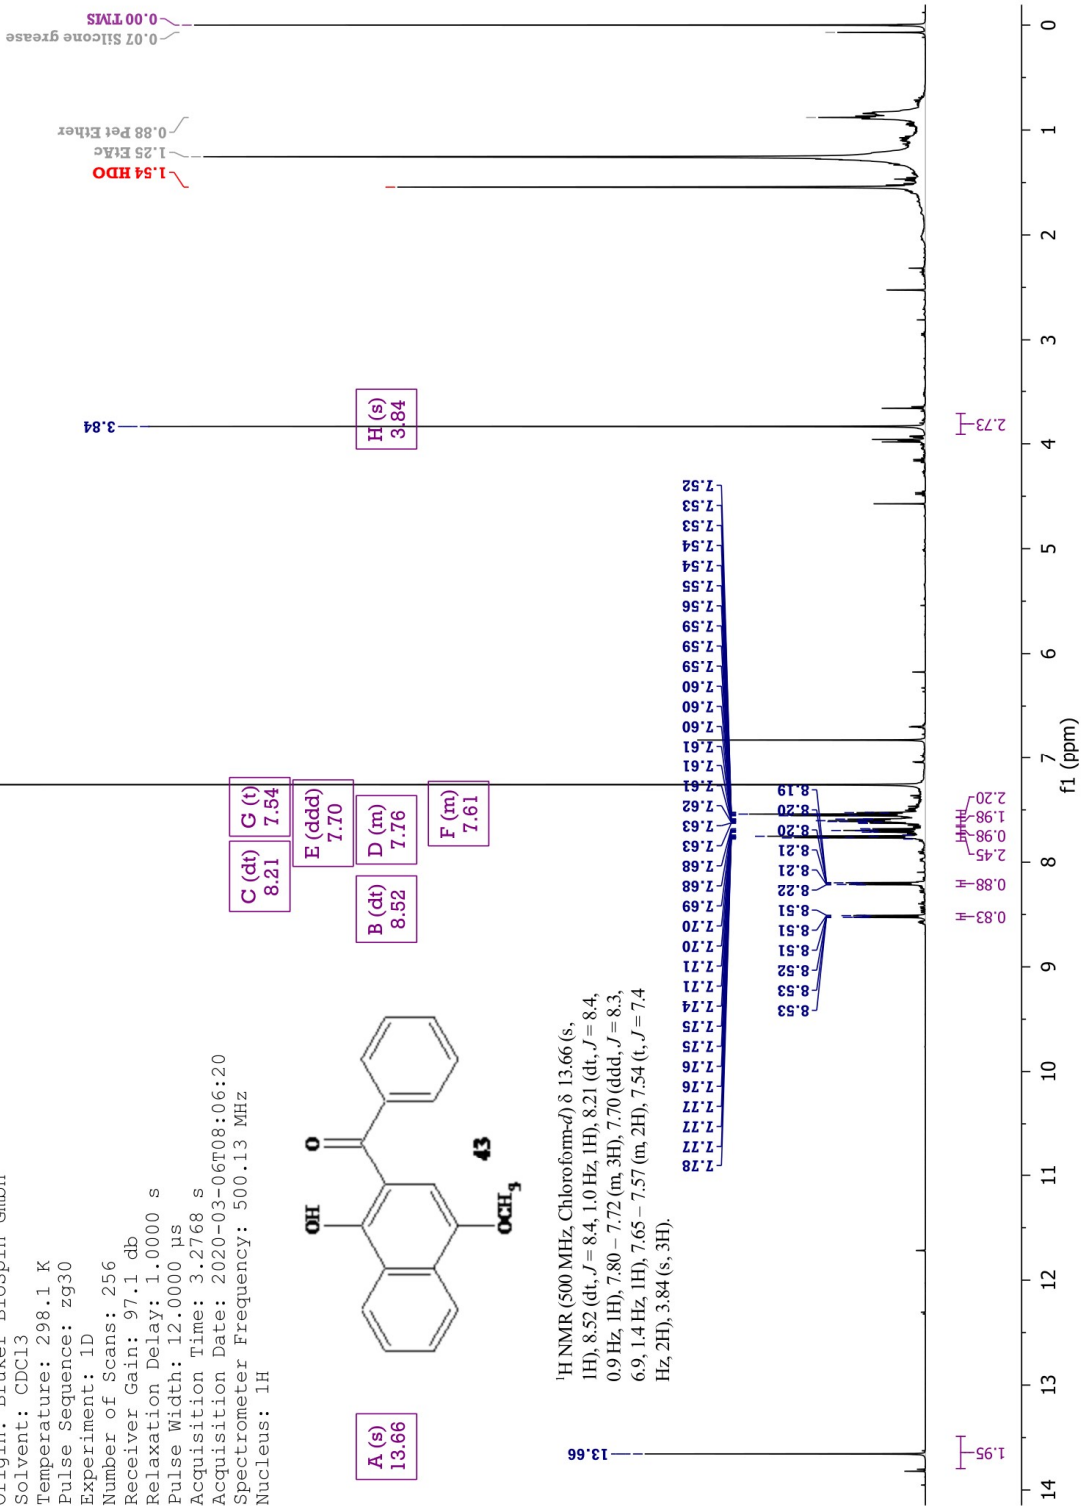 Solvent: CDCl3
Temperature: 298.1 K
Pulse Sequence: zg30
Experiment: 1D
Number of Scans: 256
Receiver Gain: 97.1 db
Relaxation Delay: 1.0000 s
Pulse Width: 12.0000 µs
Acquisition Time: 3.2768 s
Acquisition Date: 2020-03-06T08:06:20
Spectrometer Frequency: 500.13 MHz
Nucleus: 1H
OH
O
OCH3
43
¹H NMR (500 MHz, Chloroform-d) δ 13.66 (s,
1H), 8.52 (dt, J = 8.4, 1.0 Hz, 1H), 8.21 (dt, J = 8.4,
0.9 Hz, 1H), 7.80 – 7.72 (m, 3H), 7.70 (ddd, J = 8.3,
6.9, 1.4 Hz, 1H), 7.65 – 7.57 (m, 2H), 7.54 (t, J = 7.4
Hz, 2H), 3.84 (s, 3H).
A (s)
13.66
B (dt)
8.52
C (dt)
8.21
D (m)
7.76
E (ddd)
7.70
F (m)
7.61
G (t)
7.54
H (s)
3.84
13.66
8.53
8.53
8.52
8.51
8.51
8.51
8.22
8.21
8.21
8.20
8.20
8.19
7.78
7.77
7.77
7.77
7.76
7.76
7.75
7.75
7.74
7.71
7.71
7.70
7.70
7.69
7.68
7.68
7.63
7.63
7.62
7.61
7.61
7.61
7.60
7.60
7.60
7.59
7.59
7.59
7.56
7.55
7.54
7.54
7.53
7.53
7.52
3.84
1.54 HDO
1.25 EtAc
0.88 Pet Ether
0.07 Silicone grease
0.00 TMS
1.95
0.83
0.88
2.45
0.98
1.98
2.20
2.73
14 13 12 11 10 9 8 7 6 5 4 3 2 1 0
f1 (ppm)